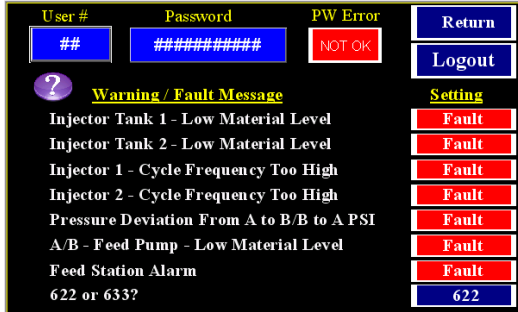 User # Password PW Error Return
## ########### NOT OK
Logout
? Warning / Fault Message Setting
Injector Tank 1 - Low Material Level Fault
Injector Tank 2 - Low Material Level Fault
Injector 1 - Cycle Frequency Too High Fault
Injector 2 - Cycle Frequency Too High Fault
Pressure Deviation From A to B/B to A PSI Fault
A/B - Feed Pump - Low Material Level Fault
Feed Station Alarm Fault
622 or 633? 622